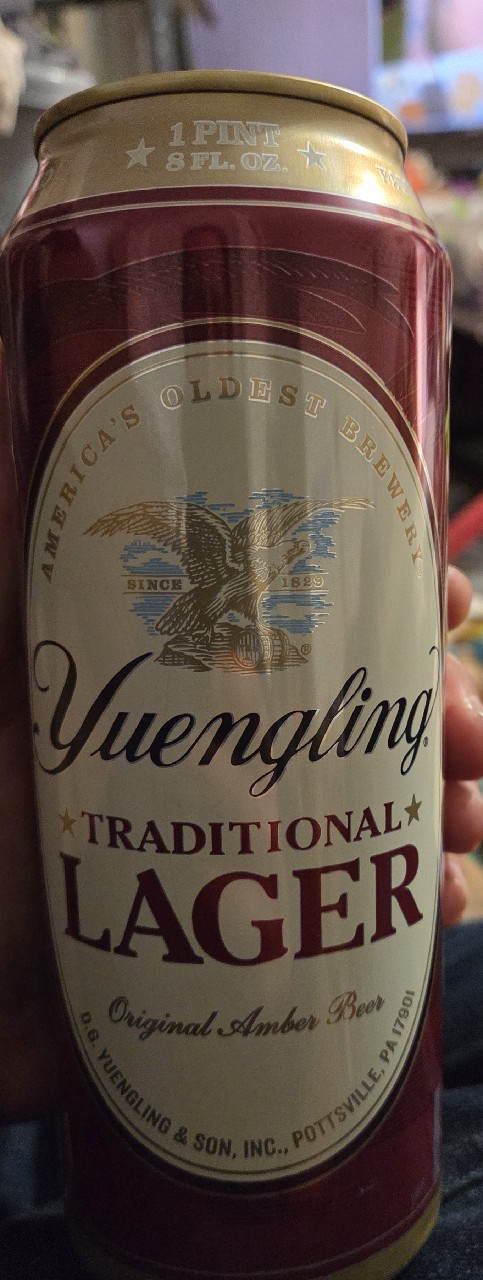 ★ 1 PINT ★
8 FL. OZ.
AMERICA'S OLDEST BREWERY
SINCE 1829
®
Yuengling®
★TRADITIONAL★
LAGER
Original Amber Beer
D.G. YUENGLING & SON, INC., POTTSVILLE, PA 17901